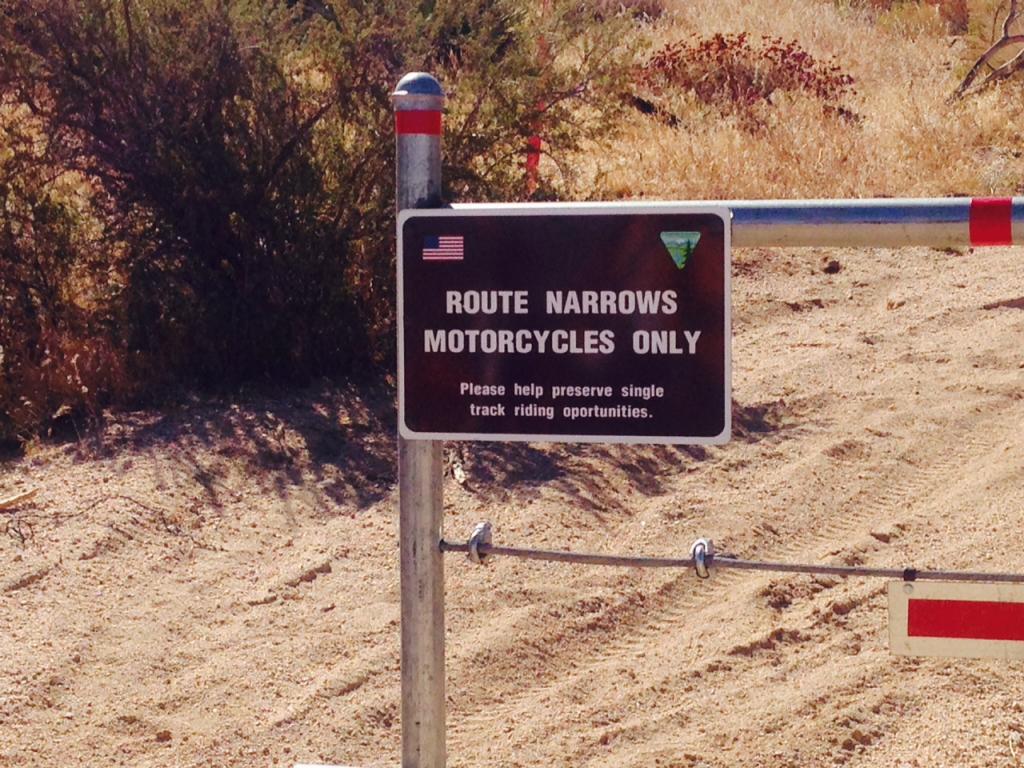 ROUTE NARROWS
MOTORCYCLES ONLY
Please help preserve single
track riding oportunities.